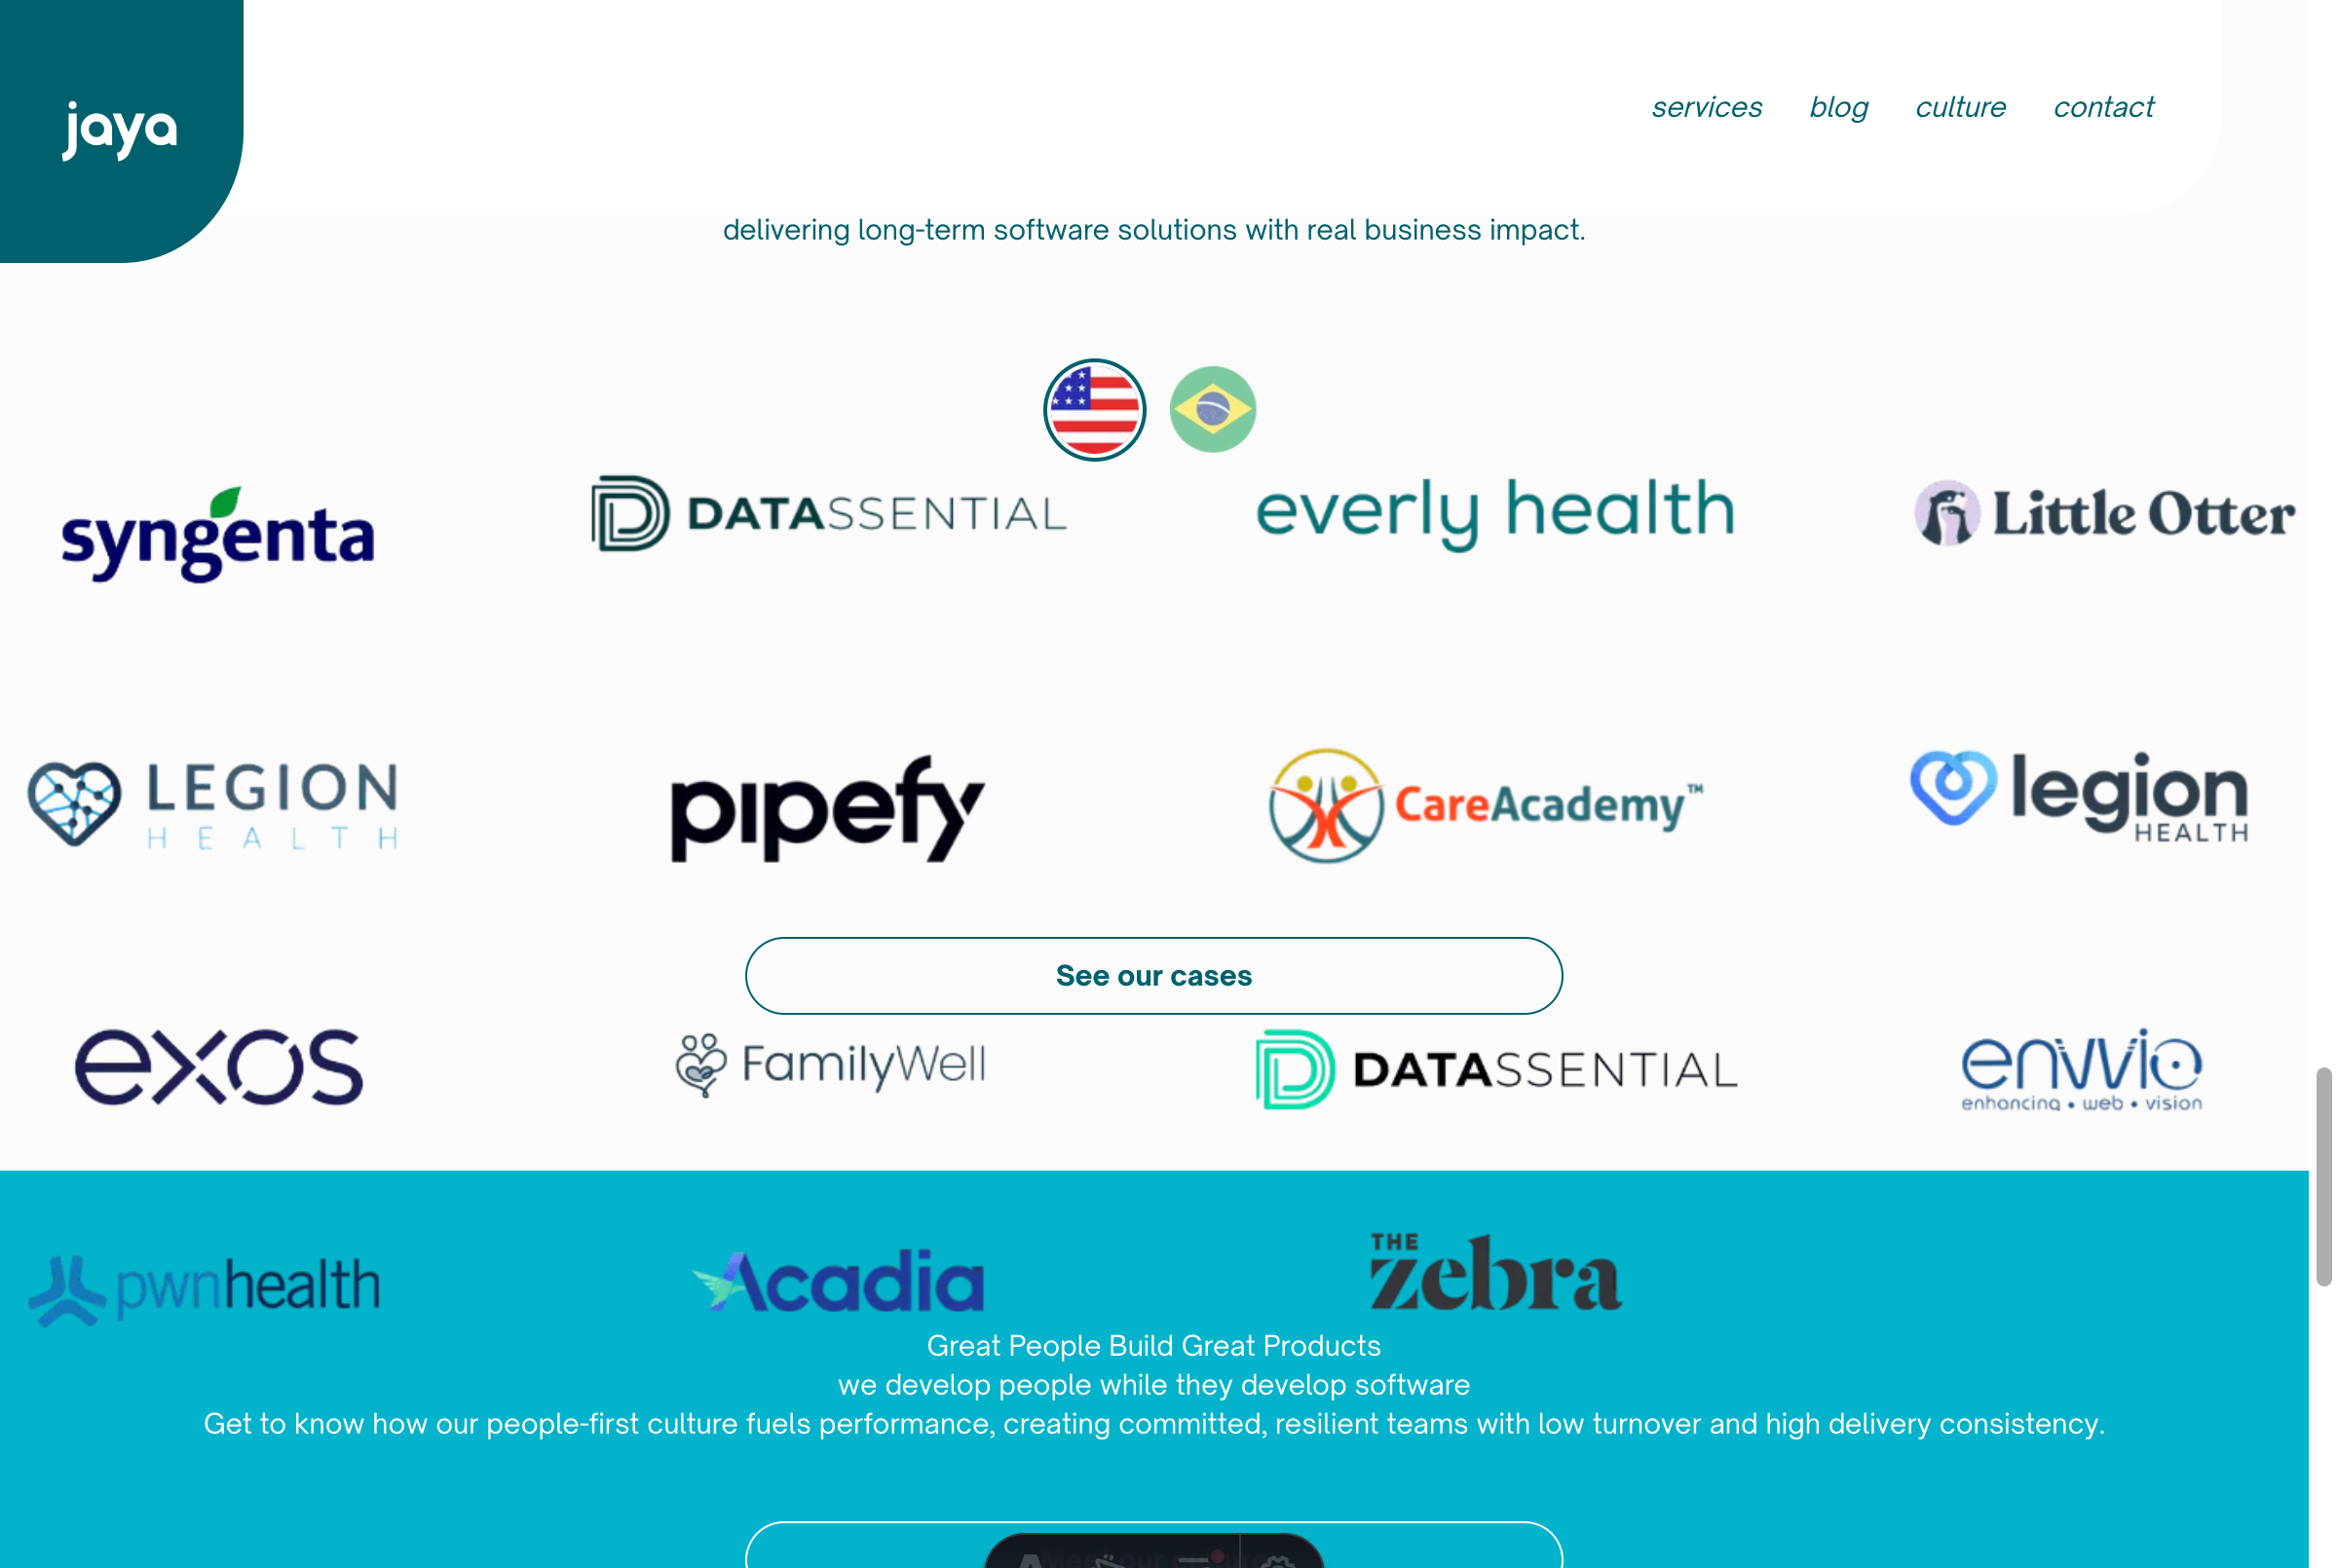 jaya
services blog culture contact
delivering long-term software solutions with real business impact.
syngenta DATASSENTIAL everly health Little Otter
LEGION HEALTH pipefy CareAcademy™ legion HEALTH
See our cases
exos FamilyWell DATASSENTIAL envvio
enhancing • web • vision
pwnhealth Acadia THE zebra
Great People Build Great Products
we develop people while they develop software
Get to know how our people-first culture fuels performance, creating committed, resilient teams with low turnover and high delivery consistency.